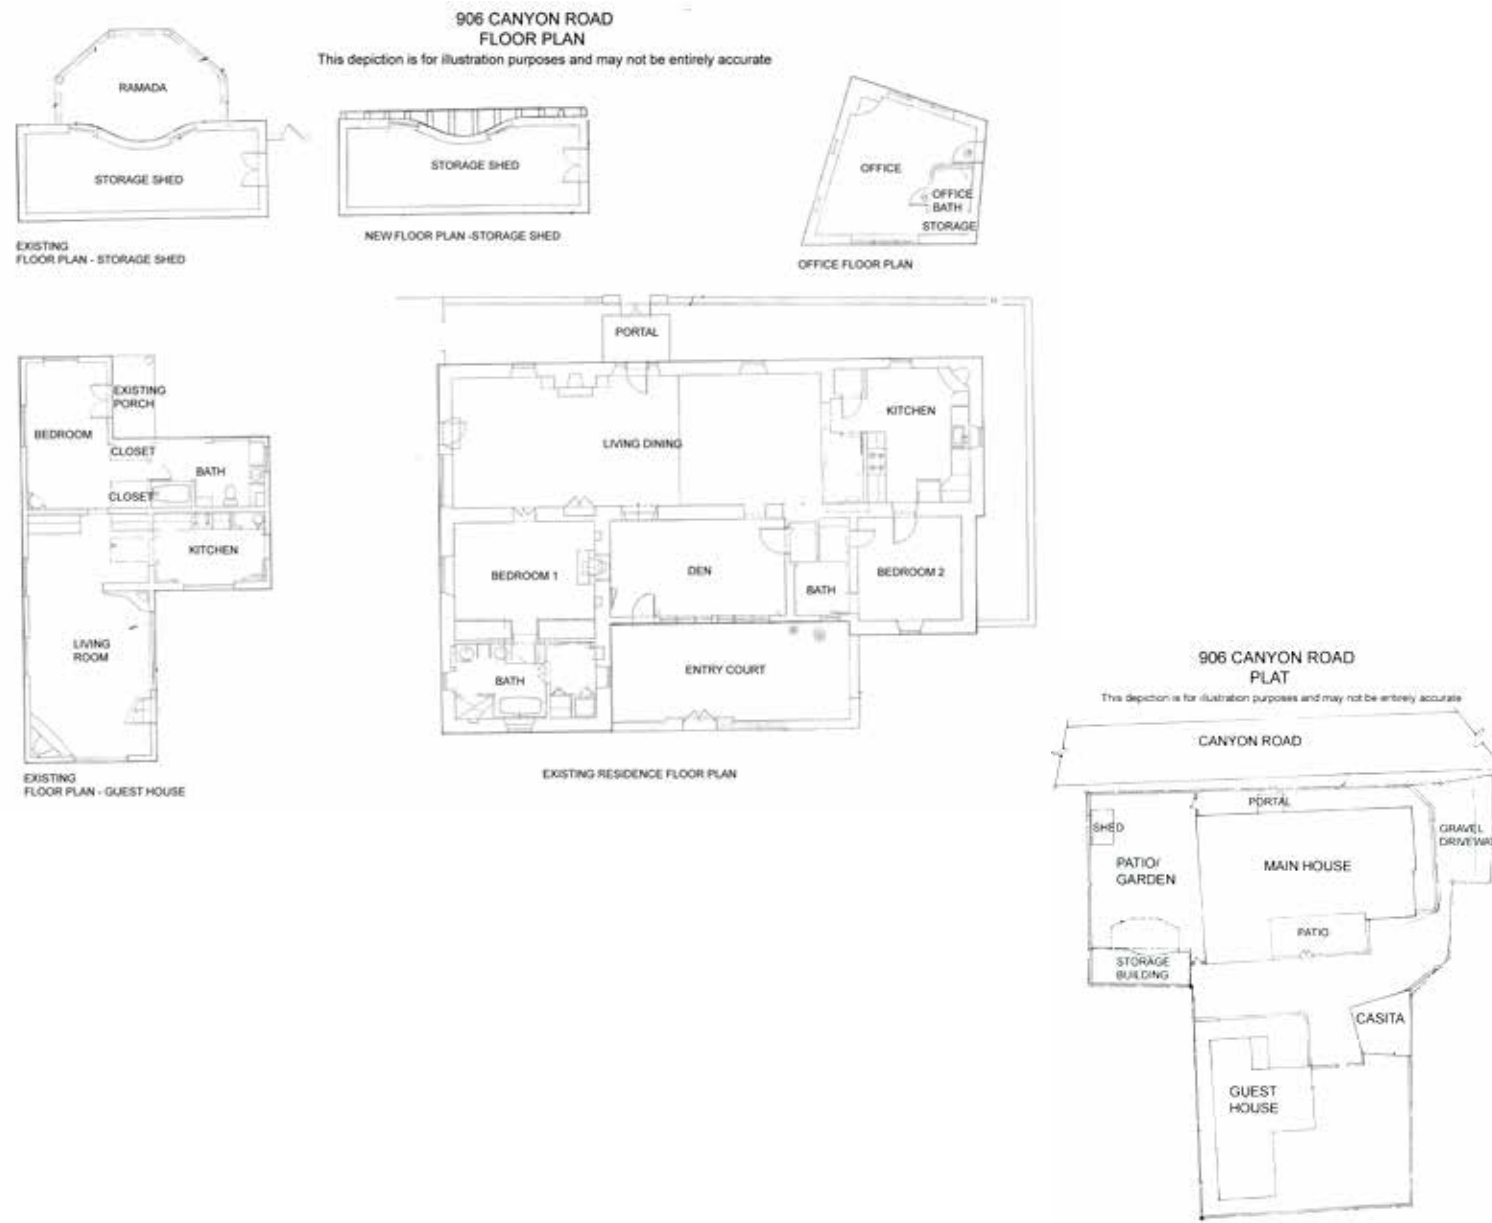 906 CANYON ROAD
FLOOR PLAN
This depiction is for illustration purposes and may not be entirely accurate
RAMADA
STORAGE SHED
EXISTING
FLOOR PLAN - STORAGE SHED
STORAGE SHED
NEW FLOOR PLAN -STORAGE SHED
OFFICE
OFFICE
BATH
STORAGE
OFFICE FLOOR PLAN
EXISTING
PORCH
BEDROOM
CLOSET
BATH
CLOSET
KITCHEN
LIVING
ROOM
EXISTING
FLOOR PLAN - GUEST HOUSE
PORTAL
KITCHEN
LIVING DINING
BEDROOM 1
DEN
BATH
BEDROOM 2
ENTRY COURT
BATH
EXISTING RESIDENCE FLOOR PLAN
906 CANYON ROAD
PLAT
This depiction is for illustration purposes and may not be entirely accurate
CANYON ROAD
PORTAL
SHED
GRAVEL
DRIVEWAY
PATIO/
GARDEN
MAIN HOUSE
PATIO
STORAGE
BUILDING
CASITA
GUEST
HOUSE